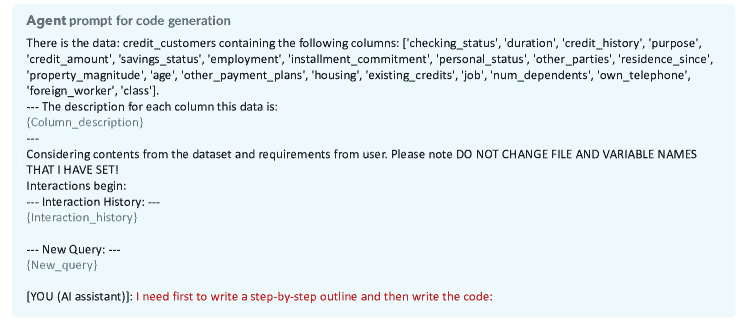 Agent prompt for code generation
There is the data: credit_customers containing the following columns: ['checking_status', 'duration', 'credit_history', 'purpose',
'credit_amount', 'savings_status', 'employment', 'installment_commitment', 'personal_status', 'other_parties', 'residence_since',
'property_magnitude', 'age', 'other_payment_plans', 'housing', 'existing_credits', 'job', 'num_dependents', 'own_telephone',
'foreign_worker', 'class'].
--- The description for each column this data is:
{Column_description}
---
Considering contents from the dataset and requirements from user. Please note DO NOT CHANGE FILE AND VARIABLE NAMES
THAT I HAVE SET!
Interactions begin:
--- Interaction History: ---
{Interaction_history}
--- New Query: ---
{New_query}
[YOU (AI assistant)]: I need first to write a step-by-step outline and then write the code: